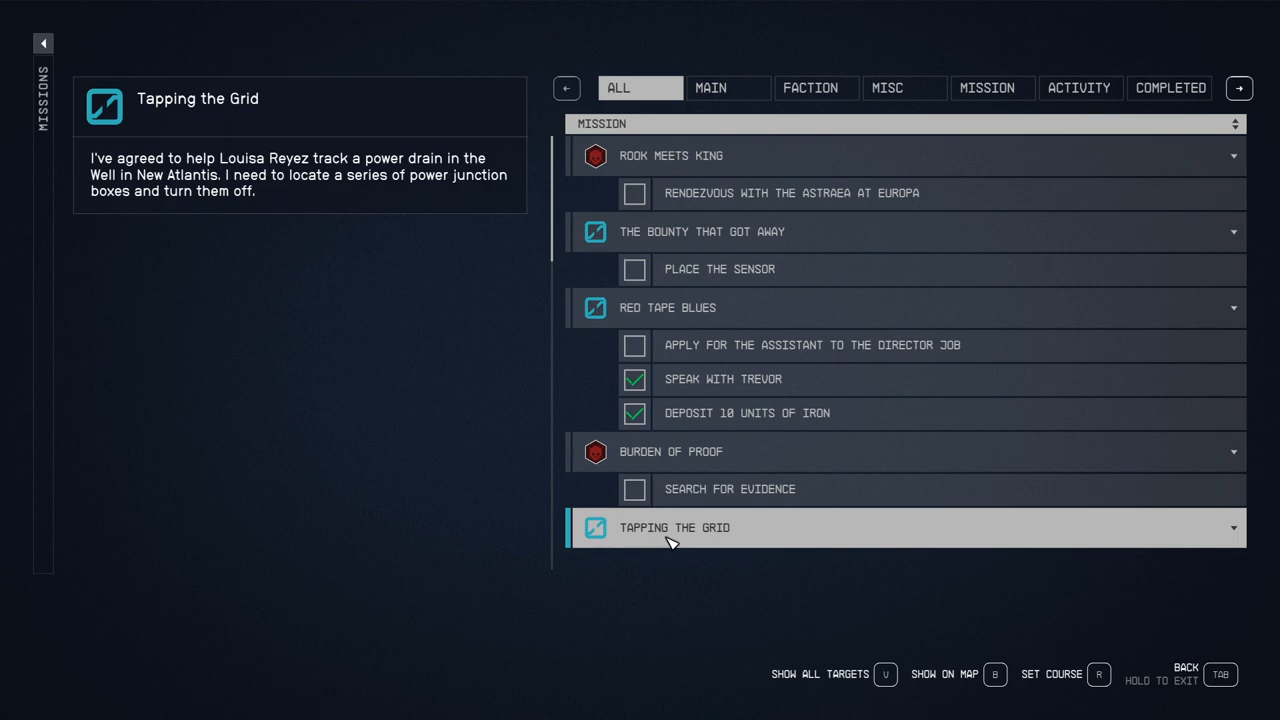 MISSIONS
Tapping the Grid
I've agreed to help Louisa Reyez track a power drain in the
Well in New Atlantis. I need to locate a series of power junction
boxes and turn them off.
ALL
MAIN
FACTION
MISC
MISSION
ACTIVITY
COMPLETED
MISSION
ROOK MEETS KING
RENDEZVOUS WITH THE ASTRAEA AT EUROPA
THE BOUNTY THAT GOT AWAY
PLACE THE SENSOR
RED TAPE BLUES
APPLY FOR THE ASSISTANT TO THE DIRECTOR JOB
SPEAK WITH TREVOR
DEPOSIT 10 UNITS OF IRON
BURDEN OF PROOF
SEARCH FOR EVIDENCE
TAPPING THE GRID
SHOW ALL TARGETS V
SHOW ON MAP B
SET COURSE R
BACK
HOLD TO EXIT
TAB